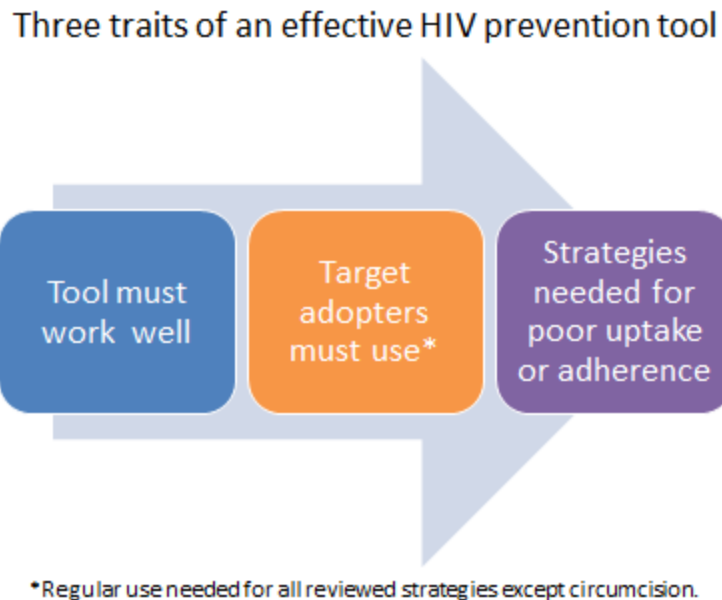 Three traits of an effective HIV prevention tool
Tool must
work well
Target
adopters
must use*
Strategies
needed for
poor uptake
or adherence
*Regular use needed for all reviewed strategies except circumcision.